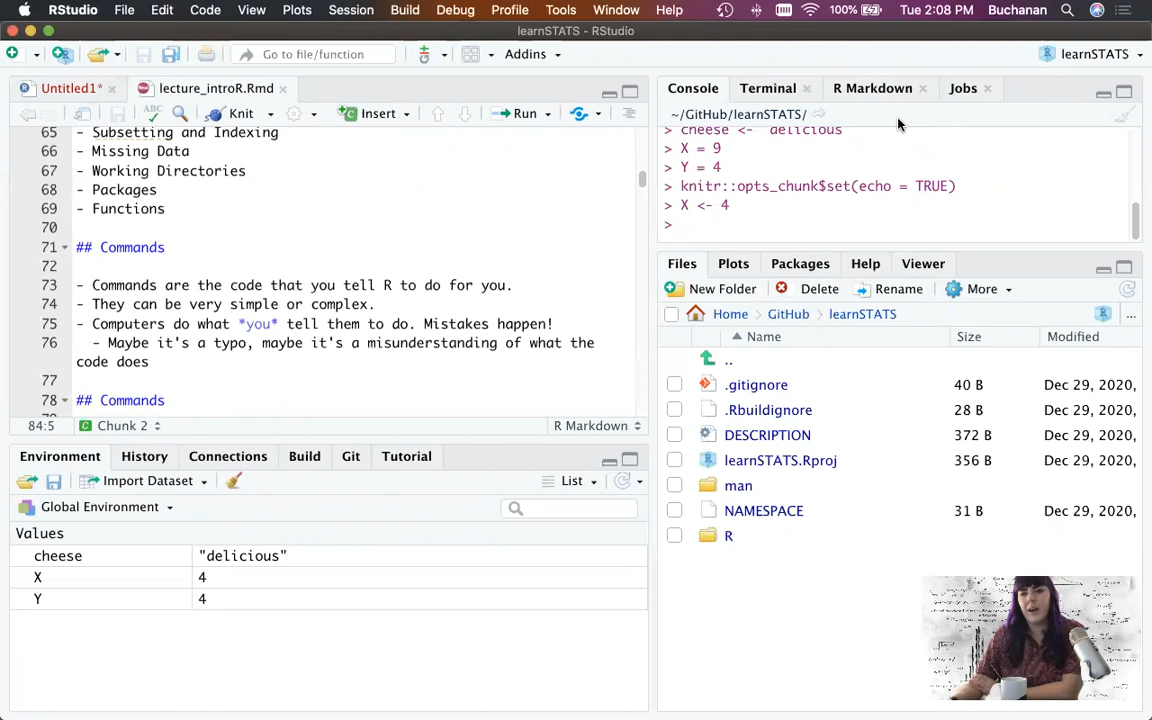 RStudio File Edit Code View Plots Session Build Debug Profile Tools Window Help 100% Tue 2:08 PM Buchanan
learnSTATS - RStudio
Go to file/function Addins learnSTATS
Untitled1* lecture_introR.Rmd
ABC Knit Insert Run
65 - Subsetting and Indexing
66 - Missing Data
67 - Working Directories
68 - Packages
69 - Functions
70
71 ## Commands
72
73 - Commands are the code that you tell R to do for you.
74 - They can be very simple or complex.
75 - Computers do what *you* tell them to do. Mistakes happen!
76 - Maybe it's a typo, maybe it's a misunderstanding of what the
code does
77
78 ## Commands
84:5 Chunk 2 R Markdown
Environment History Connections Build Git Tutorial
Import Dataset List
Global Environment
Values
cheese "delicious"
X 4
Y 4
Console Terminal R Markdown Jobs
~/GitHub/learnSTATS/
> cheese <- delicious
> X = 9
> Y = 4
> knitr::opts_chunk$set(echo = TRUE)
> X <- 4
>
Files Plots Packages Help Viewer
New Folder Delete Rename More
Home GitHub learnSTATS ...
Name Size Modified
..
.gitignore 40 B Dec 29, 2020,
.Rbuildignore 28 B Dec 29, 2020,
DESCRIPTION 372 B Dec 29, 2020,
learnSTATS.Rproj 356 B Dec 29, 2020,
man
NAMESPACE 31 B Dec 29, 2020,
R